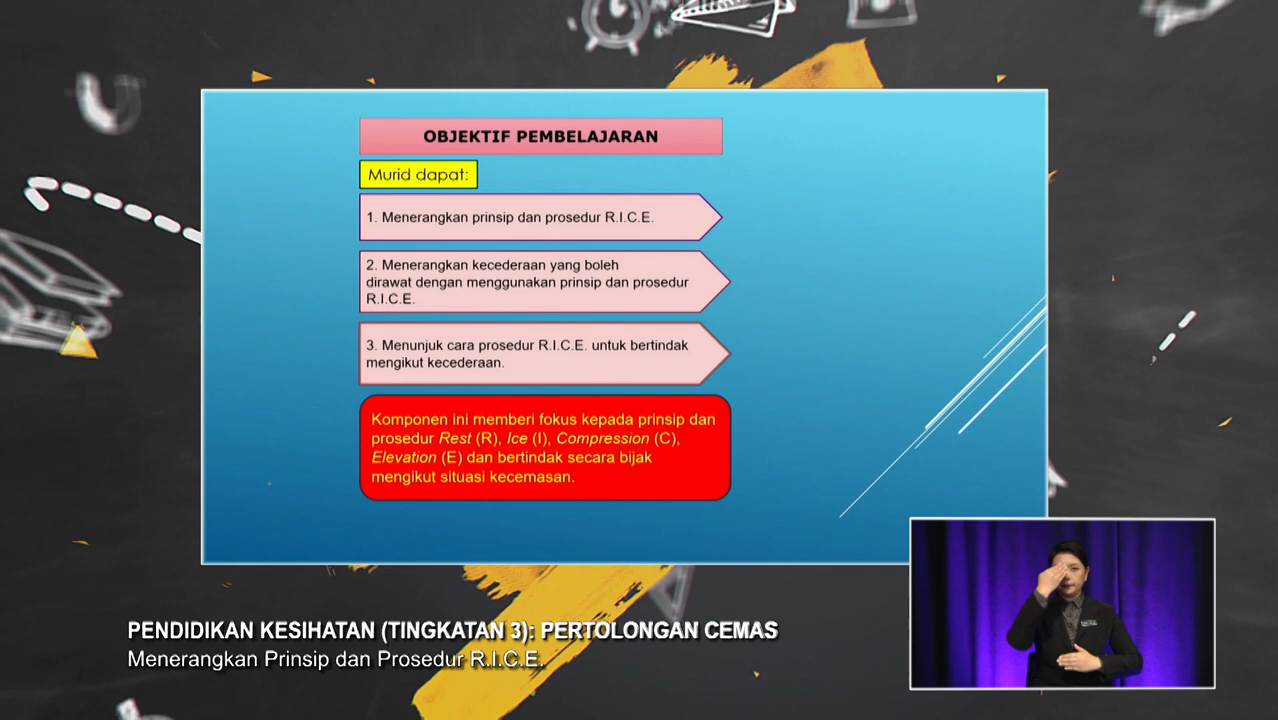 OBJEKTIF PEMBELAJARAN
Murid dapat:
1. Menerangkan prinsip dan prosedur R.I.C.E.
2. Menerangkan kecederaan yang boleh
dirawat dengan menggunakan prinsip dan prosedur
R.I.C.E.
3. Menunjuk cara prosedur R.I.C.E. untuk bertindak
mengikut kecederaan.
Komponen ini memberi fokus kepada prinsip dan
prosedur Rest (R), Ice (I), Compression (C),
Elevation (E) dan bertindak secara bijak
mengikut situasi kecemasan.
PENDIDIKAN KESIHATAN (TINGKATAN 3): PERTOLONGAN CEMAS
Menerangkan Prinsip dan Prosedur R.I.C.E.